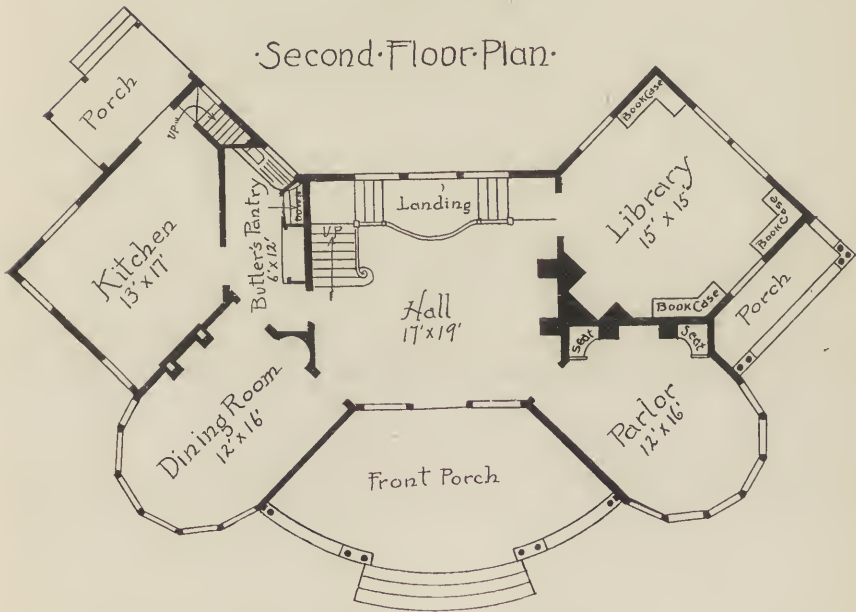 ·Second·Floor·Plan·
Porch
UP
Kitchen
13' x 17'
D
Down
Butler's Pantry
6' x 12'
Landing
UP
Hall
17' x 19'
Book Case
Library
15' x 15'
Book Case
Book Case
Porch
Seat
Seat
Dining Room
12' x 16'
Parlor
12' x 16'
Front Porch